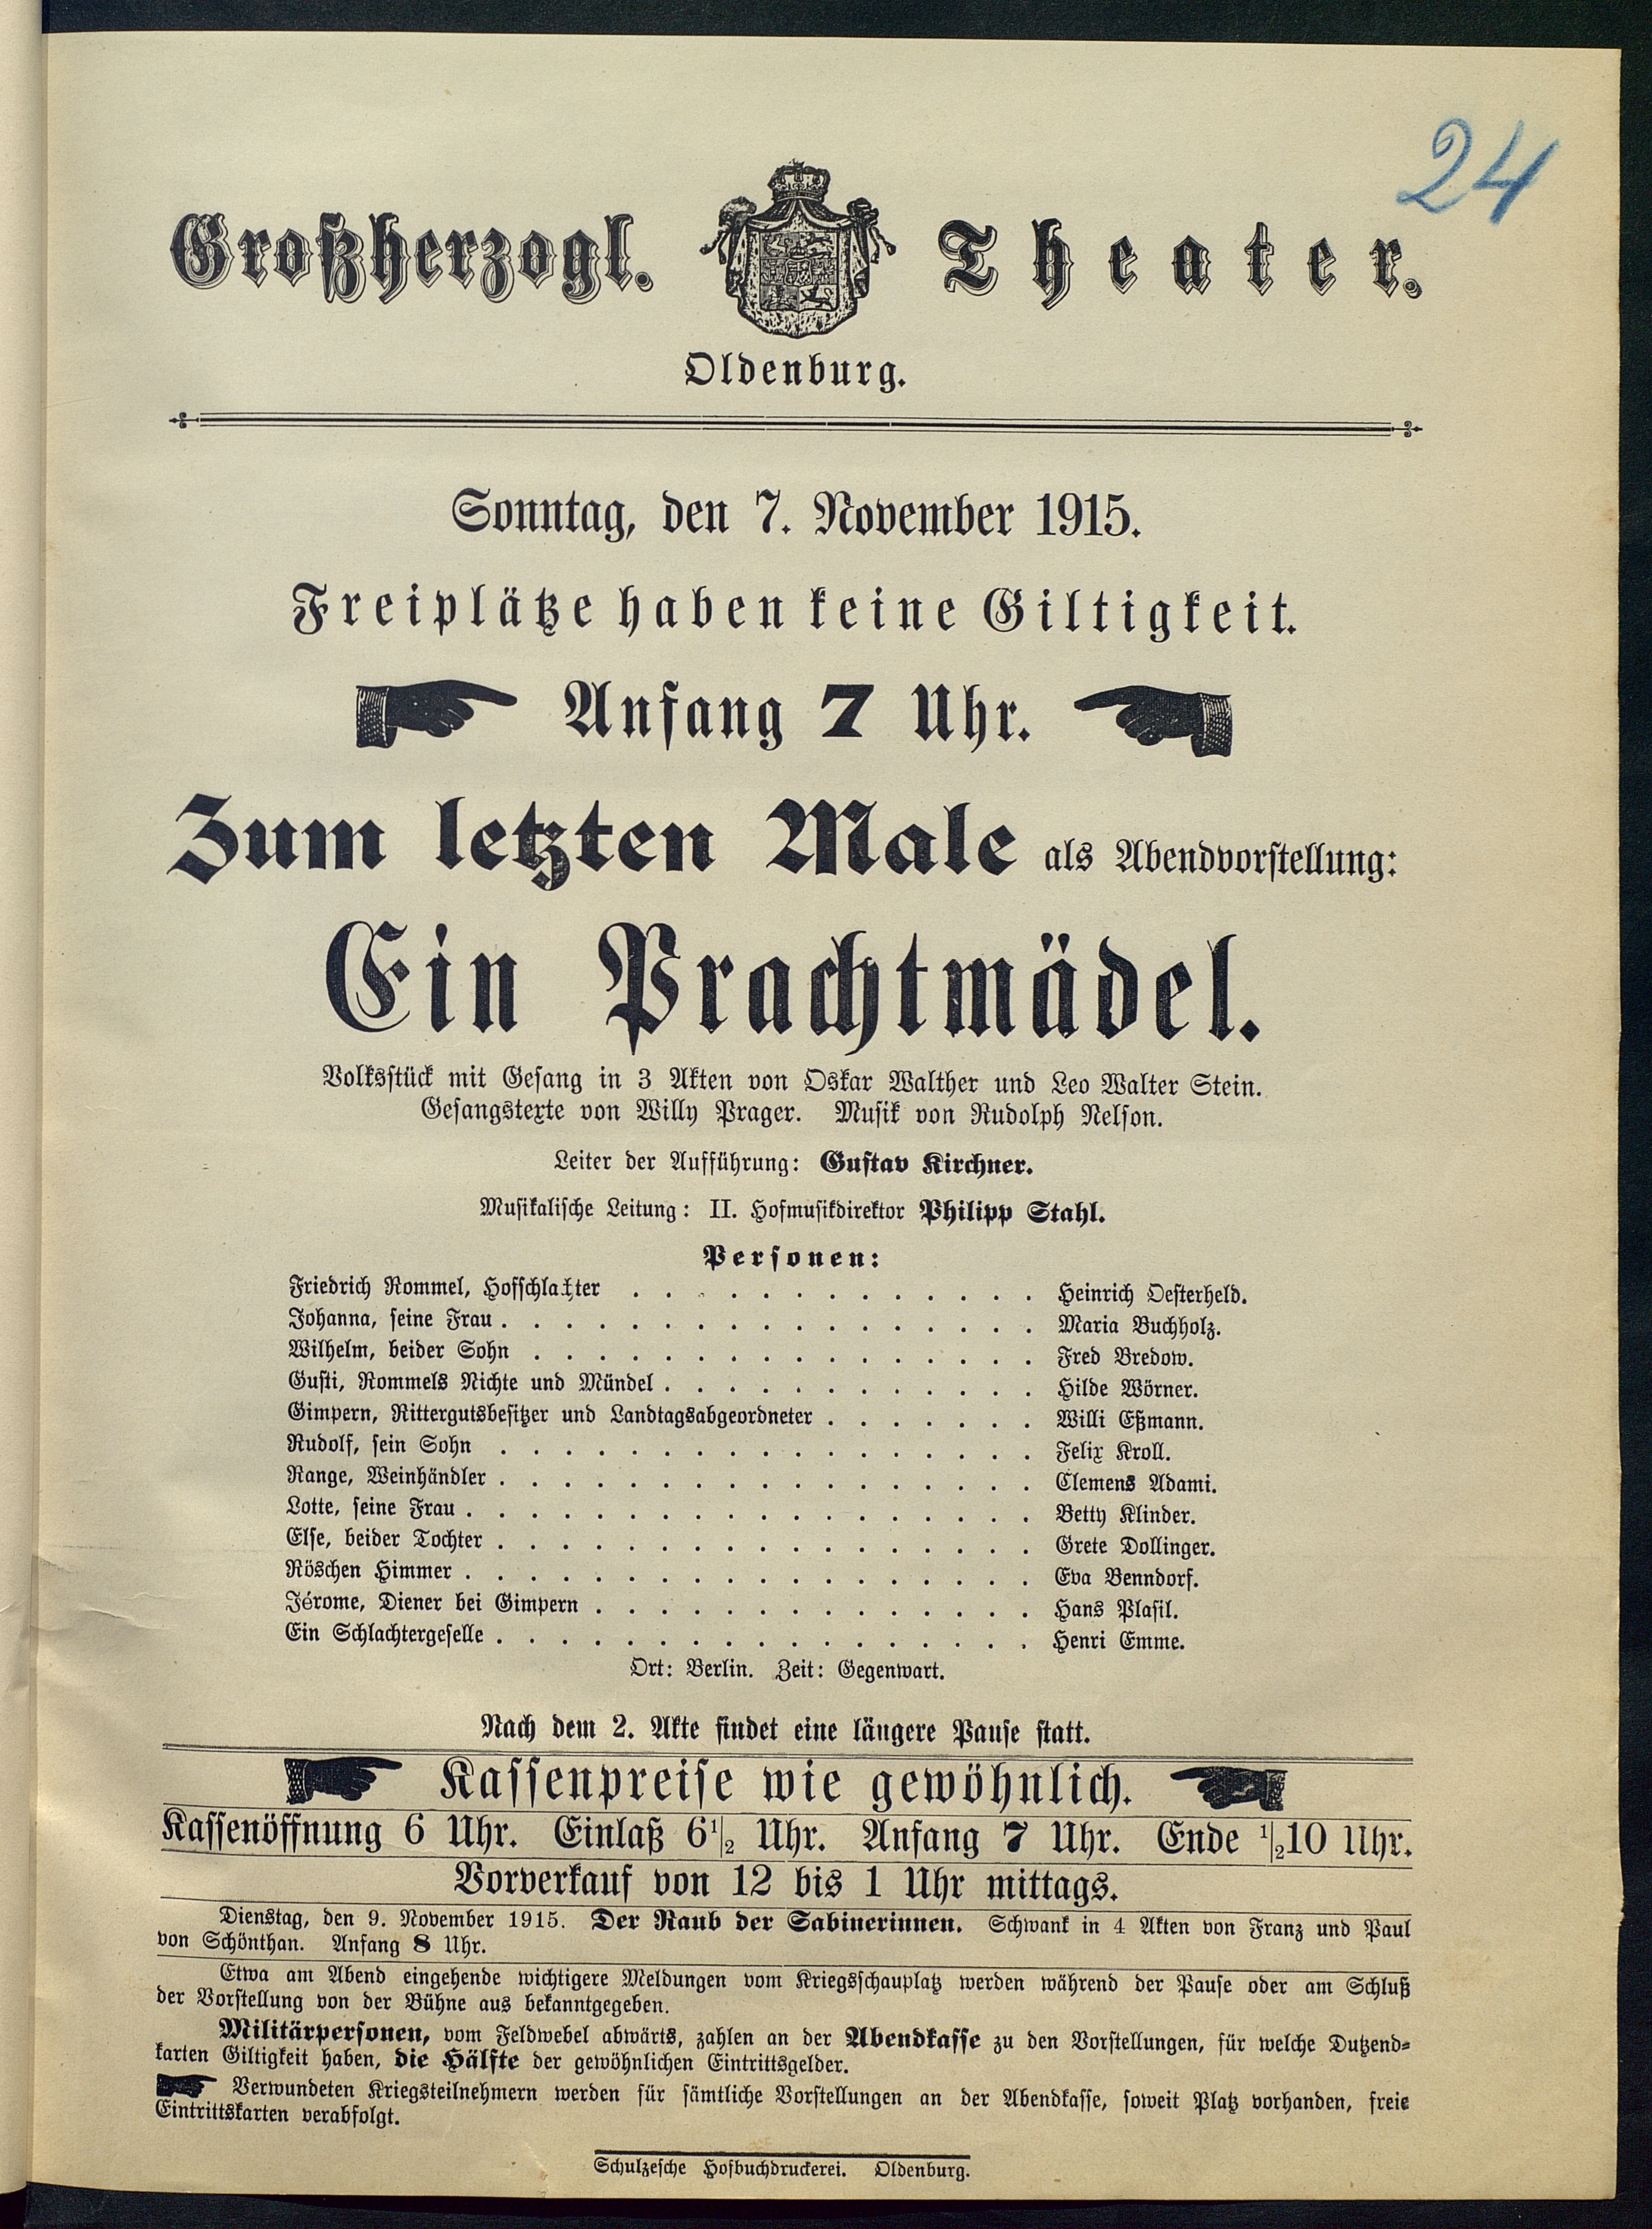 24
Großherzogl. Theater.
Oldenburg.
Sonntag, den 7. November 1915.
Freiplätze haben keine Giltigkeit.
Anfang 7 Uhr.
Zum letzten Male als Abendvorstellung:
Ein Prachtmädel.
Volksstück mit Gesang in 3 Akten von Oskar Walther und Leo Walter Stein.
Gesangstexte von Willy Prager. Musik von Rudolph Nelson.
Leiter der Aufführung: Gustav Kirchner.
Musikalische Leitung: II. Hofmusikdirektor Philipp Stahl.
Personen:
Friedrich Rommel, Hofschlachter . . . . . . . . . . . . . Heinrich Oesterheld.
Johanna, seine Frau . . . . . . . . . . . . . . . . . Maria Buchholz.
Wilhelm, beider Sohn . . . . . . . . . . . . . . . . Fred Bredow.
Gusti, Rommels Nichte und Mündel . . . . . . . . . . . . Hilde Wörner.
Gimpern, Rittergutsbesitzer und Landtagsabgeordneter . . . . . . . Willi Eßmann.
Rudolf, sein Sohn . . . . . . . . . . . . . . . . . Felix Kroll.
Range, Weinhändler . . . . . . . . . . . . . . . . . Clemens Adami.
Lotte, seine Frau . . . . . . . . . . . . . . . . . . Betty Klinder.
Else, beider Tochter . . . . . . . . . . . . . . . . . Grete Dollinger.
Röschen Himmer . . . . . . . . . . . . . . . . . . Eva Benndorf.
Jérome, Diener bei Gimpern . . . . . . . . . . . . . . Hans Plasil.
Ein Schlachtergeselle . . . . . . . . . . . . . . . . . Henri Emme.
Ort: Berlin. Zeit: Gegenwart.
Nach dem 2. Akte findet eine längere Pause statt.
Kassenpreise wie gewöhnlich.
Kassenöffnung 6 Uhr. Einlaß 6 1/2 Uhr. Anfang 7 Uhr. Ende 1/2 10 Uhr.
Vorverkauf von 12 bis 1 Uhr mittags.
Dienstag, den 9. November 1915. Der Raub der Sabinerinnen. Schwank in 4 Akten von Franz und Paul
von Schönthan. Anfang 8 Uhr.
Etwa am Abend eingehende wichtigere Meldungen vom Kriegsschauplatz werden während der Pause oder am Schluß
der Vorstellung von der Bühne aus bekanntgegeben.
Militärpersonen, vom Feldwebel abwärts, zahlen an der Abendkasse zu den Vorstellungen, für welche Dutzend-
karten Giltigkeit haben, die Hälfte der gewöhnlichen Eintrittsgelder.
Verwundeten Kriegsteilnehmern werden für sämtliche Vorstellungen an der Abendkasse, soweit Platz vorhanden, freie
Eintrittskarten verabfolgt.
Schulzesche Hofbuchdruckerei. Oldenburg.